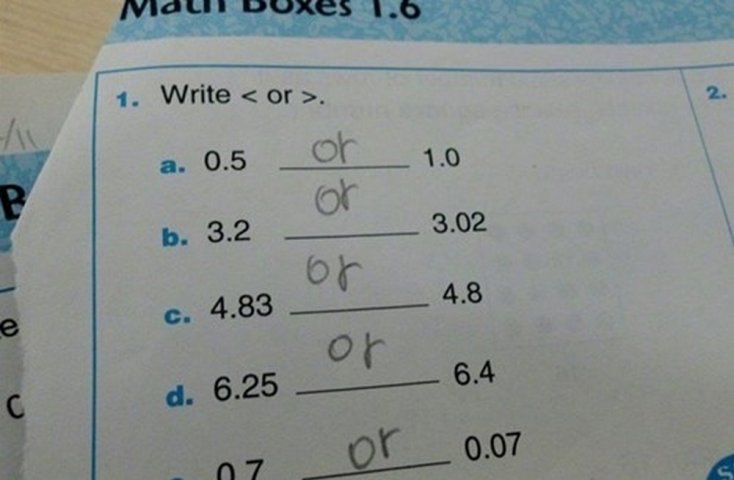 Math Boxes 1.6
1. Write < or >.
2.
a. 0.5 or 1.0
b. 3.2 or 3.02
c. 4.83 or 4.8
d. 6.25 or 6.4
0.7 or 0.07
B
e
C
S